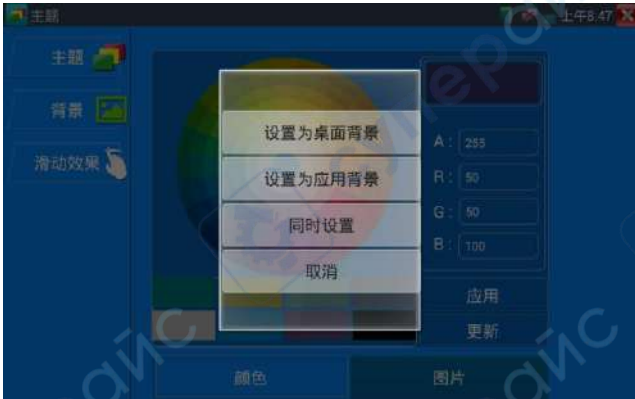 主题
上午8:47
主题
背景
滑动效果
设置为桌面背景
设置为应用背景
同时设置
取消
A: 255
R: 50
G: 50
B: 100
应用
更新
颜色
图片